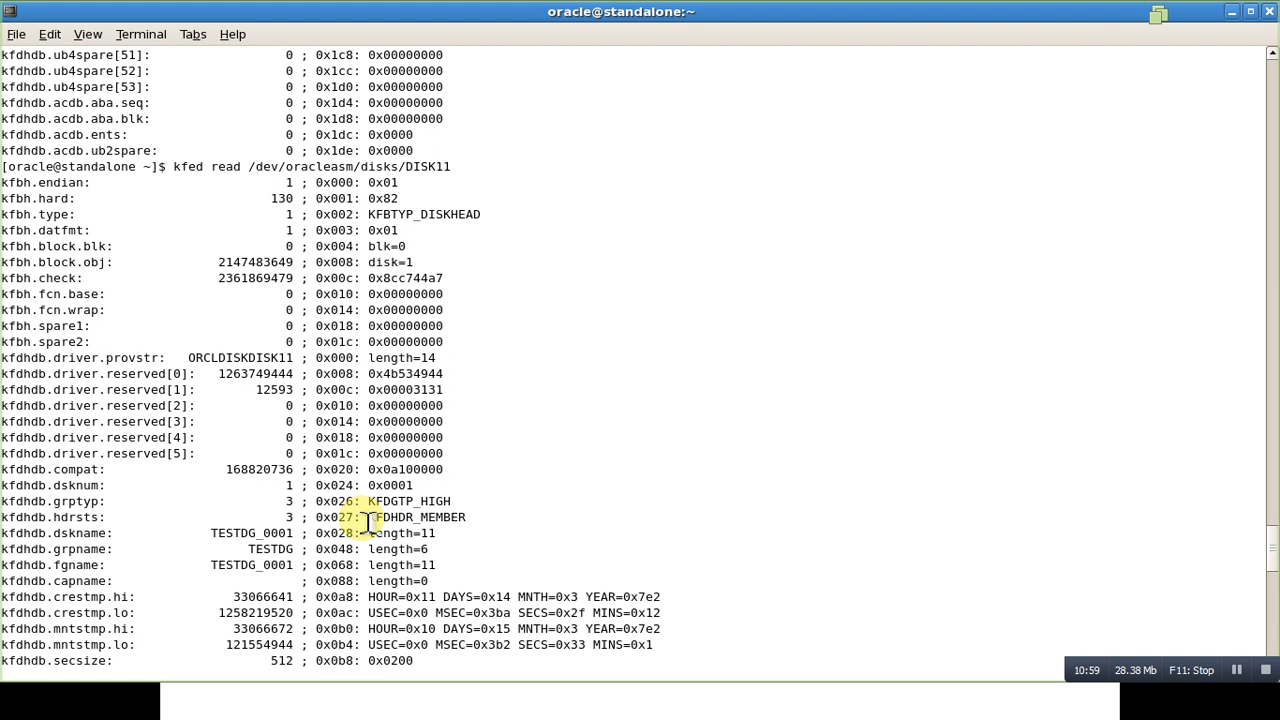 oracle@standalone:~
File Edit View Terminal Tabs Help
kfdhdb.ub4spare[51]: 0 ; 0x1c8: 0x00000000
kfdhdb.ub4spare[52]: 0 ; 0x1cc: 0x00000000
kfdhdb.ub4spare[53]: 0 ; 0x1d0: 0x00000000
kfdhdb.acdb.aba.seq: 0 ; 0x1d4: 0x00000000
kfdhdb.acdb.aba.blk: 0 ; 0x1d8: 0x00000000
kfdhdb.acdb.ents: 0 ; 0x1dc: 0x0000
kfdhdb.acdb.ub2spare: 0 ; 0x1de: 0x0000
[oracle@standalone ~]$ kfed read /dev/oracleasm/disks/DISK11
kfbh.endian: 1 ; 0x000: 0x01
kfbh.hard: 130 ; 0x001: 0x82
kfbh.type: 1 ; 0x002: KFBTYP_DISKHEAD
kfbh.datfmt: 1 ; 0x003: 0x01
kfbh.block.blk: 0 ; 0x004: blk=0
kfbh.block.obj: 2147483649 ; 0x008: disk=1
kfbh.check: 2361869479 ; 0x00c: 0x8cc744a7
kfbh.fcn.base: 0 ; 0x010: 0x00000000
kfbh.fcn.wrap: 0 ; 0x014: 0x00000000
kfbh.spare1: 0 ; 0x018: 0x00000000
kfbh.spare2: 0 ; 0x01c: 0x00000000
kfdhdb.driver.provstr: ORCLDISKDISK11 ; 0x000: length=14
kfdhdb.driver.reserved[0]: 1263749444 ; 0x008: 0x4b534944
kfdhdb.driver.reserved[1]: 12593 ; 0x00c: 0x00003131
kfdhdb.driver.reserved[2]: 0 ; 0x010: 0x00000000
kfdhdb.driver.reserved[3]: 0 ; 0x014: 0x00000000
kfdhdb.driver.reserved[4]: 0 ; 0x018: 0x00000000
kfdhdb.driver.reserved[5]: 0 ; 0x01c: 0x00000000
kfdhdb.compat: 168820736 ; 0x020: 0x0a100000
kfdhdb.dsknum: 1 ; 0x024: 0x0001
kfdhdb.grptyp: 3 ; 0x026: KFDGTP_HIGH
kfdhdb.hdrsts: 3 ; 0x027: KFDHDR_MEMBER
kfdhdb.dskname: TESTDG_0001 ; 0x028: length=11
kfdhdb.grpname: TESTDG ; 0x048: length=6
kfdhdb.fgname: TESTDG_0001 ; 0x068: length=11
kfdhdb.capname: ; 0x088: length=0
kfdhdb.crestmp.hi: 33066641 ; 0x0a8: HOUR=0x11 DAYS=0x14 MNTH=0x3 YEAR=0x7e2
kfdhdb.crestmp.lo: 1258219520 ; 0x0ac: USEC=0x0 MSEC=0x3ba SECS=0x2f MINS=0x12
kfdhdb.mntstmp.hi: 33066672 ; 0x0b0: HOUR=0x10 DAYS=0x15 MNTH=0x3 YEAR=0x7e2
kfdhdb.mntstmp.lo: 121554944 ; 0x0b4: USEC=0x0 MSEC=0x3b2 SECS=0x33 MINS=0x1
kfdhdb.secsize: 512 ; 0x0b8: 0x0200
10:59 28.38 Mb F11: Stop